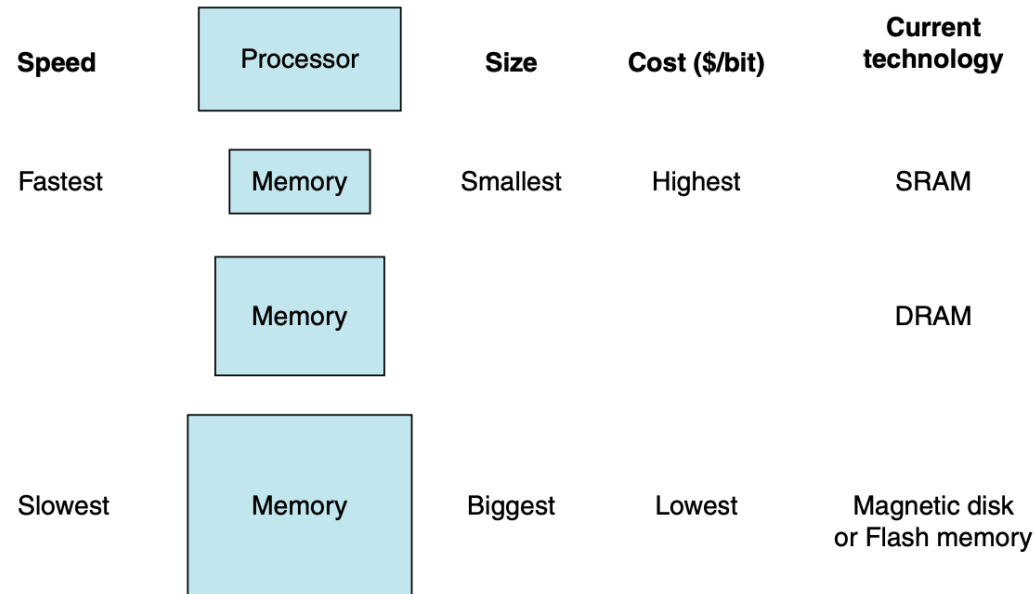 Speed Processor Size Cost ($/bit) Current
technology
Fastest Memory Smallest Highest SRAM
Memory DRAM
Slowest Memory Biggest Lowest Magnetic disk
or Flash memory